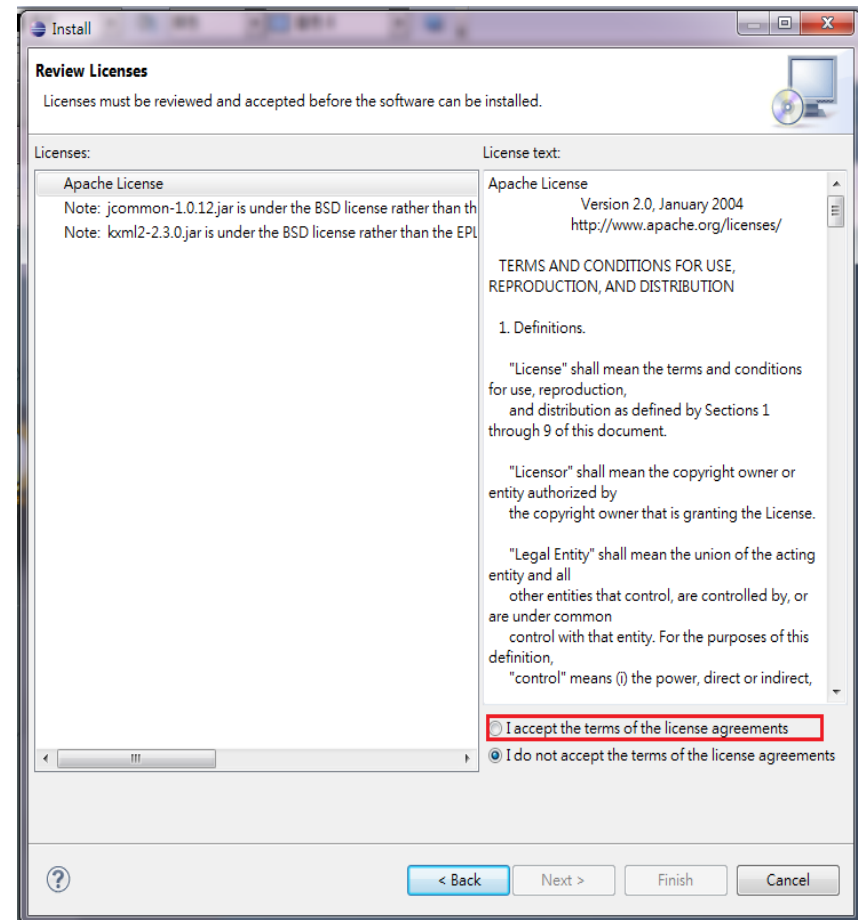 Install
Review Licenses
Licenses must be reviewed and accepted before the software can be installed.
Licenses:
Apache License
Note: jcommon-1.0.12.jar is under the BSD license rather than th
Note: kxml2-2.3.0.jar is under the BSD license rather than the EPL
License text:
Apache License
Version 2.0, January 2004
http://www.apache.org/licenses/
TERMS AND CONDITIONS FOR USE,
REPRODUCTION, AND DISTRIBUTION
1. Definitions.
"License" shall mean the terms and conditions
for use, reproduction,
and distribution as defined by Sections 1
through 9 of this document.
"Licensor" shall mean the copyright owner or
entity authorized by
the copyright owner that is granting the License.
"Legal Entity" shall mean the union of the acting
entity and all
other entities that control, are controlled by, or
are under common
control with that entity. For the purposes of this
definition,
"control" means (i) the power, direct or indirect,
I accept the terms of the license agreements
I do not accept the terms of the license agreements
?
< Back
Next >
Finish
Cancel